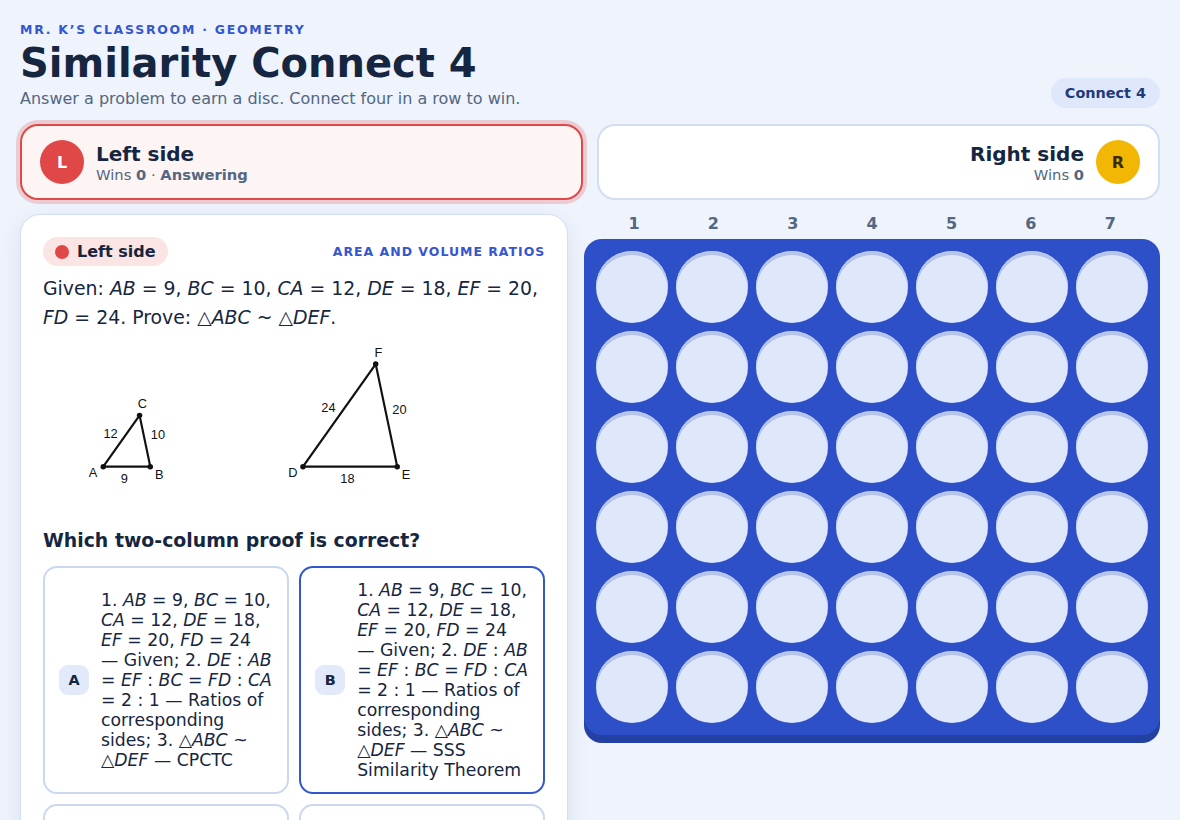 MR. K’S CLASSROOM · GEOMETRY
Similarity Connect 4
Answer a problem to earn a disc. Connect four in a row to win.
Connect 4
L
Left side
Wins 0 · Answering
Right side
Wins 0
R
Left side
AREA AND VOLUME RATIOS
Given: AB = 9, BC = 10, CA = 12, DE = 18, EF = 20,
FD = 24. Prove: △ABC ~ △DEF.
F
24
20
C
12
10
A
B
9
D
E
18
Which two-column proof is correct?
A
1. AB = 9, BC = 10,
CA = 12, DE = 18,
EF = 20, FD = 24
— Given; 2. DE : AB
= EF : BC = FD : CA
= 2 : 1 — Ratios of
corresponding
sides; 3. △ABC ~
△DEF — CPCTC
B
1. AB = 9, BC = 10,
CA = 12, DE = 18,
EF = 20, FD = 24
— Given; 2. DE : AB
= EF : BC = FD : CA
= 2 : 1 — Ratios of
corresponding
sides; 3. △ABC ~
△DEF — SSS
Similarity Theorem
1 2 3 4 5 6 7